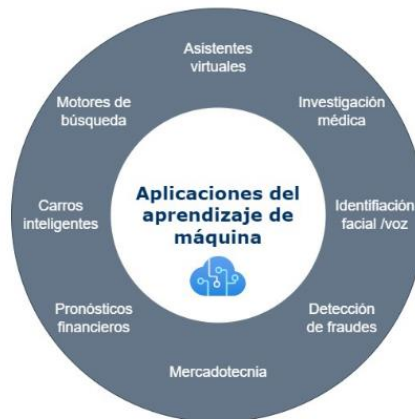 Asistentes
virtuales
Investigación
médica
Identifiación
facial /voz
Detección
de fraudes
Mercadotecnia
Pronósticos
financieros
Carros
inteligentes
Motores de
búsqueda
Aplicaciones del
aprendizaje de
máquina